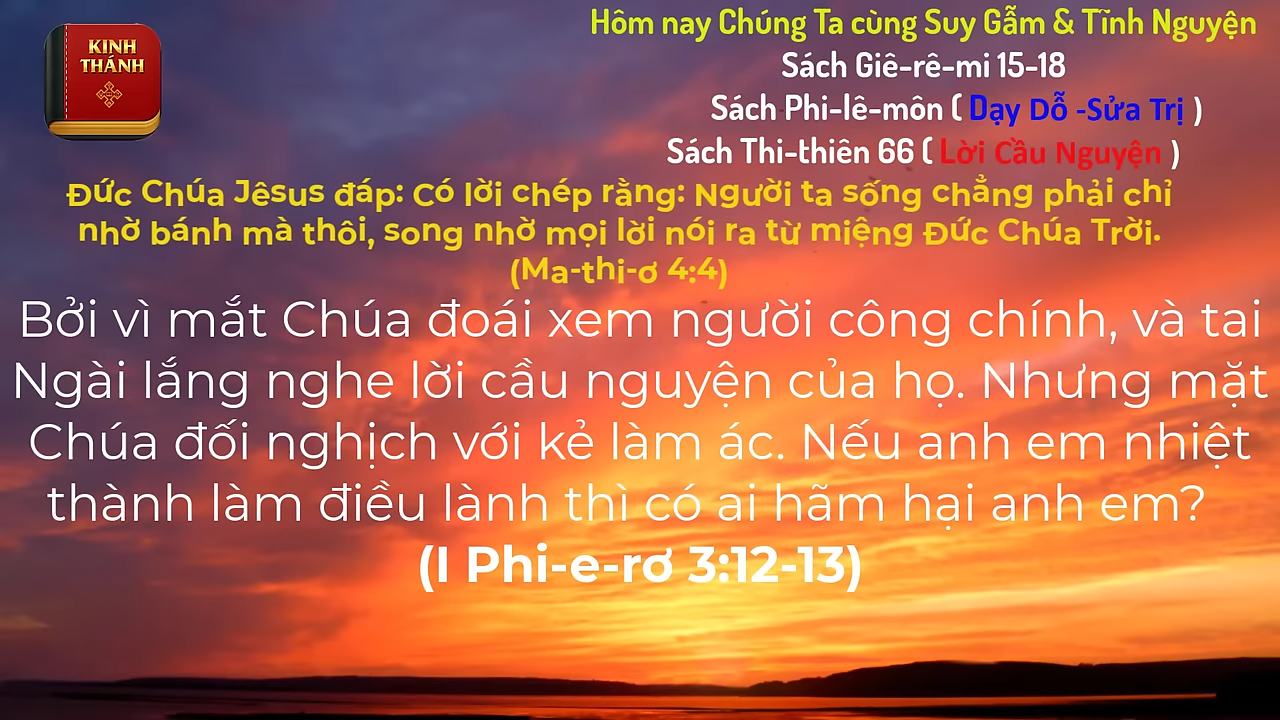 KINH
THÁNH
Hôm nay Chúng Ta cùng Suy Gẫm & Tĩnh Nguyện
Sách Giê-rê-mi 15-18
Sách Phi-lê-môn ( Dạy Dỗ -Sửa Trị )
Sách Thi-thiên 66 ( Lời Cầu Nguyện )
Đức Chúa Jêsus đáp: Có lời chép rằng: Người ta sống chẳng phải chỉ
nhờ bánh mà thôi, song nhờ mọi lời nói ra từ miệng Đức Chúa Trời.
(Ma-thi-ơ 4:4)
Bởi vì mắt Chúa đoái xem người công chính, và tai
Ngài lắng nghe lời cầu nguyện của họ. Nhưng mặt
Chúa đối nghịch với kẻ làm ác. Nếu anh em nhiệt
thành làm điều lành thì có ai hãm hại anh em?
(I Phi-e-rơ 3:12-13)